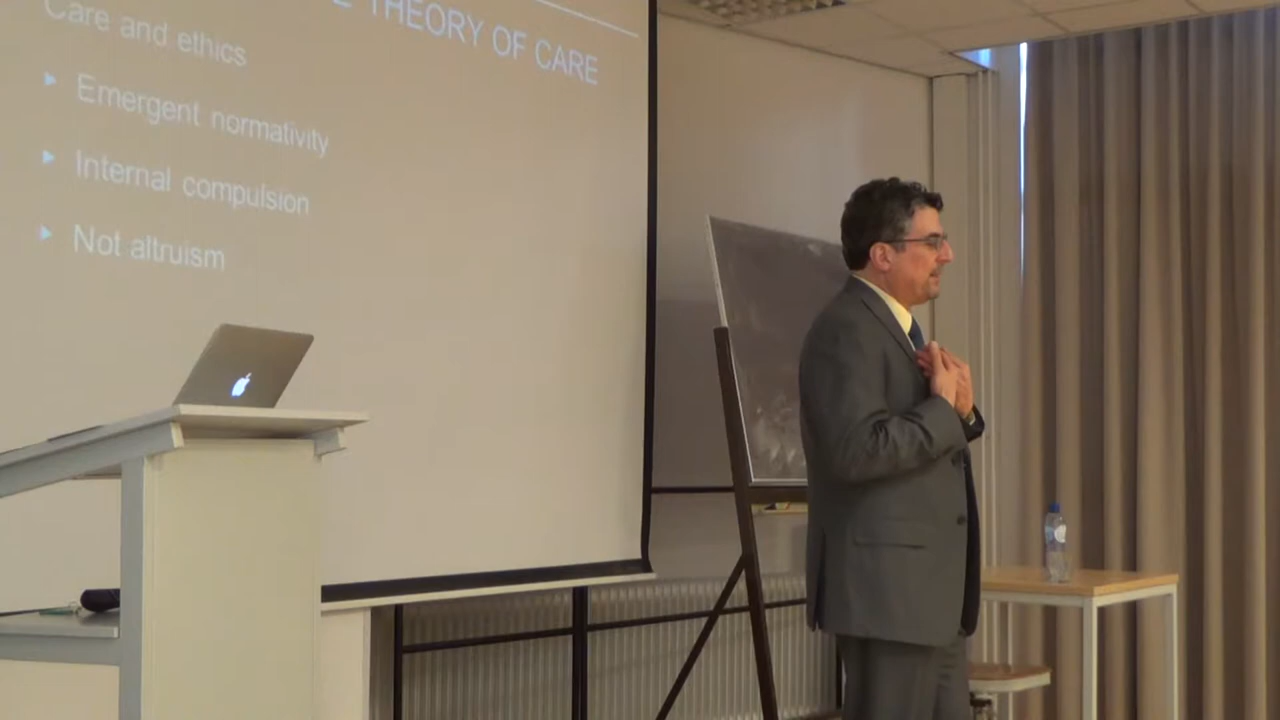 THEORY OF CARE
Care and ethics
Emergent normativity
Internal compulsion
Not altruism